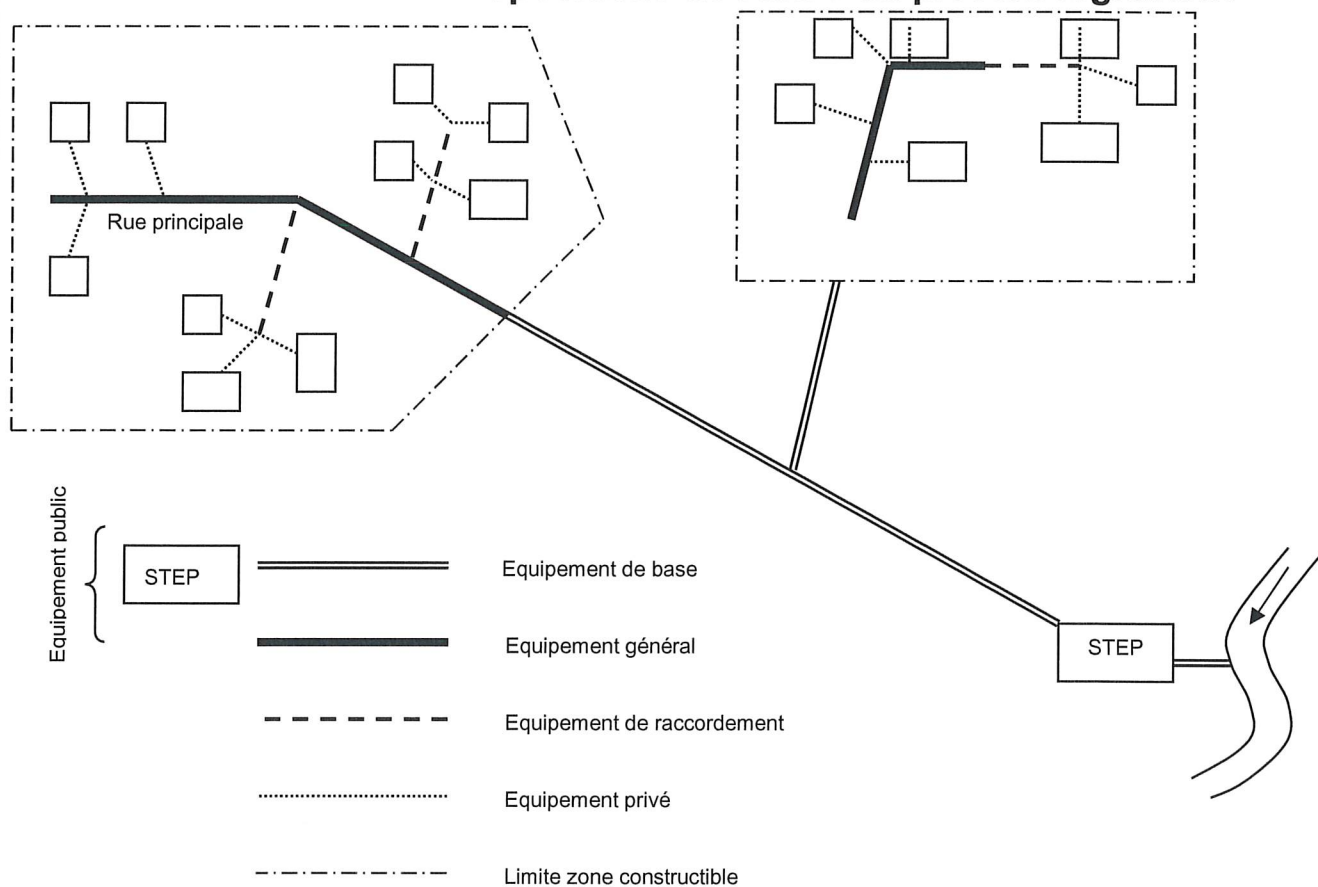 Rue principale
Equipement public
STEP
Equipement de base
Equipement général
STEP
Equipement de raccordement
Equipement privé
Limite zone constructible